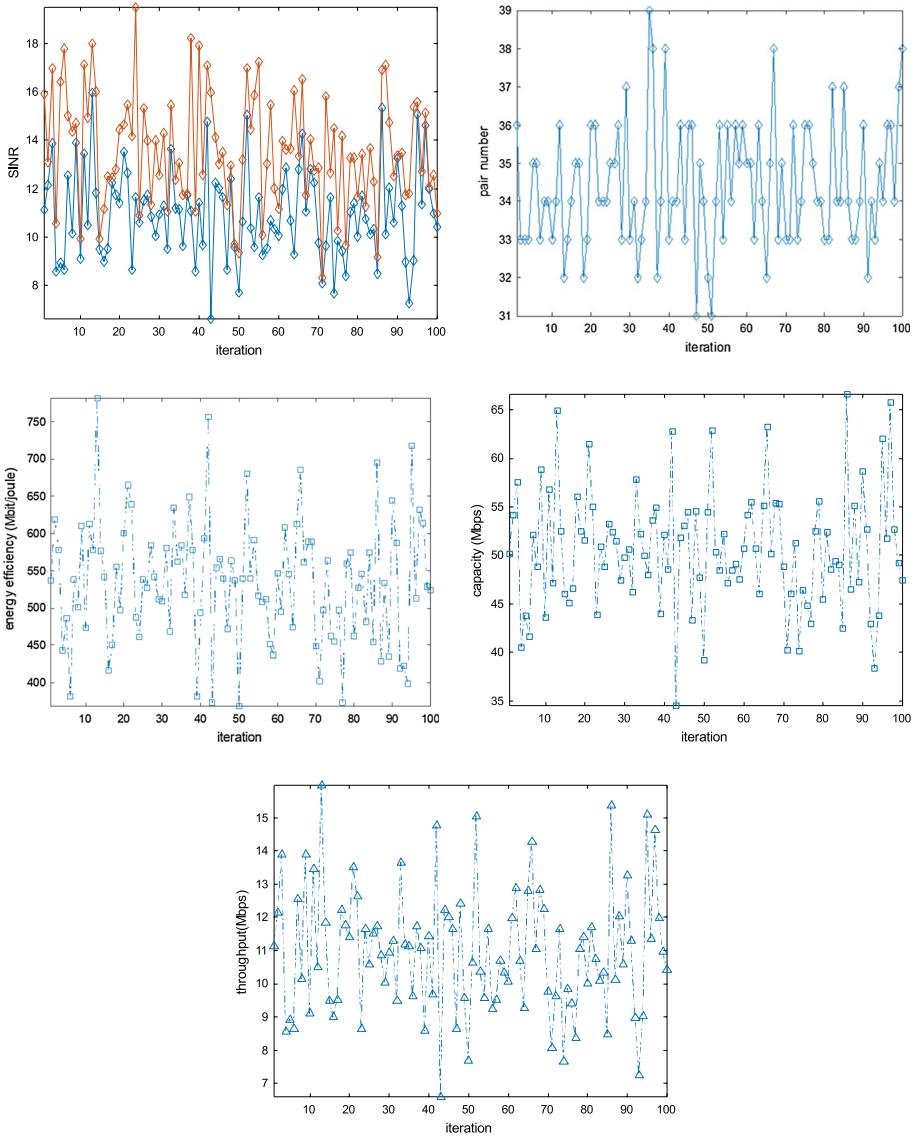 SINR
18
16
14
12
10
8
10 20 30 40 50 60 70 80 90 100
iteration
pair number
39
38
37
36
35
34
33
32
31
10 20 30 40 50 60 70 80 90 100
iteration
energy efficiency (Mbit/joule)
750
700
650
600
550
500
450
400
10 20 30 40 50 60 70 80 90 100
iteration
capacity (Mbps)
65
60
55
50
45
40
35
10 20 30 40 50 60 70 80 90 100
iteration
throughput(Mbps)
15
14
13
12
11
10
9
8
7
10 20 30 40 50 60 70 80 90 100
iteration